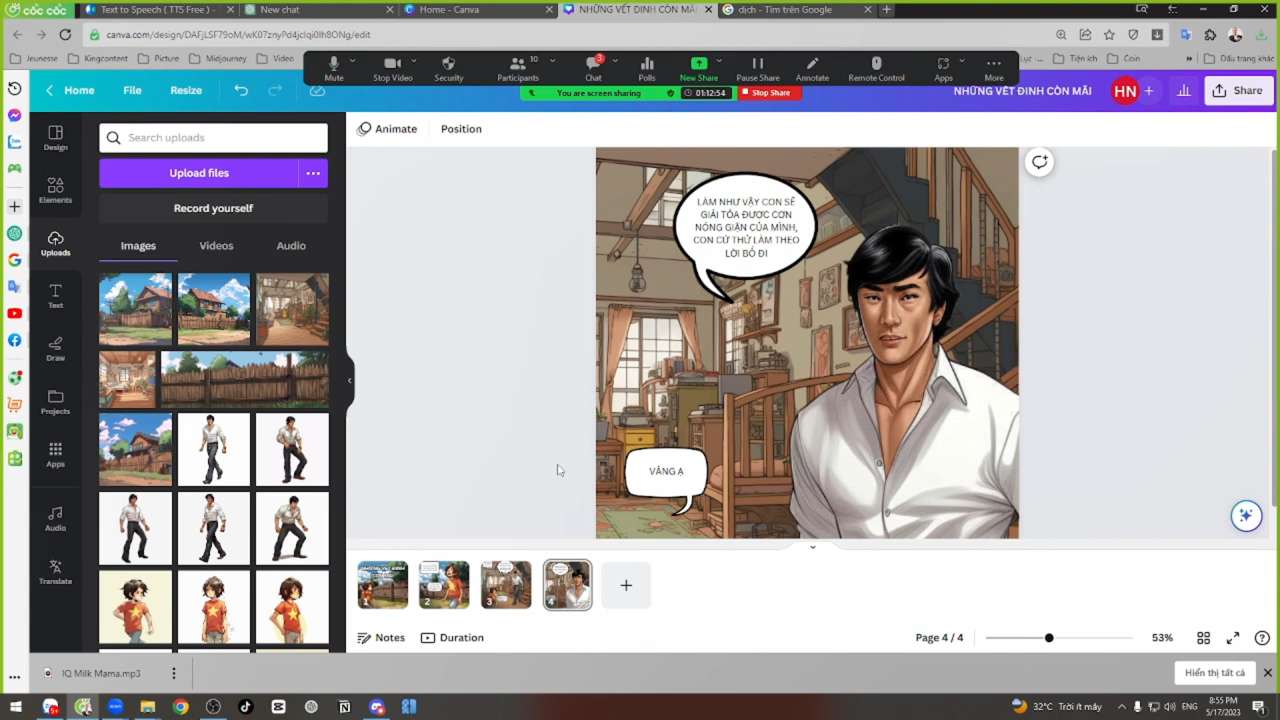 cốc cốc
Text to Speech ( TTS Free ) -
New chat
Home - Canva
NHỮNG VẾT ĐINH CÒN MÃI
dịch - Tìm trên Google
canva.com/design/DAFjLSF79oM/wK07znyPd4jclqi0Ih8ONg/edit
Jeunesse
Kingcontent
Picture
Midjourney
Video
Tiện ích
Coin
Dấu trang khác
Mute
Stop Video
Security
10
Participants
3
Chat
Polls
New Share
Pause Share
Annotate
Remote Control
Apps
More
You are screen sharing
01:12:54
Stop Share
Home
File
Resize
NHỮNG VẾT ĐINH CÒN MÃI
HN
Share
Design
Elements
Uploads
Text
Draw
Projects
Apps
Audio
Translate
Search uploads
Upload files
Record yourself
Images
Videos
Audio
Animate
Position
LÀM NHƯ VẬY CON SẼ
GIẢI TỎA ĐƯỢC CƠN
NÓNG GIẬN CỦA MÌNH,
CON CỨ THỬ LÀM THEO
LỜI BỐ ĐI
VÂNG Ạ
1
2
3
4
Notes
Duration
Page 4 / 4
53%
IQ Milk Mama.mp3
Hiển thị tất cả
32°C
Trời ít mây
ENG
8:55 PM
5/17/2023